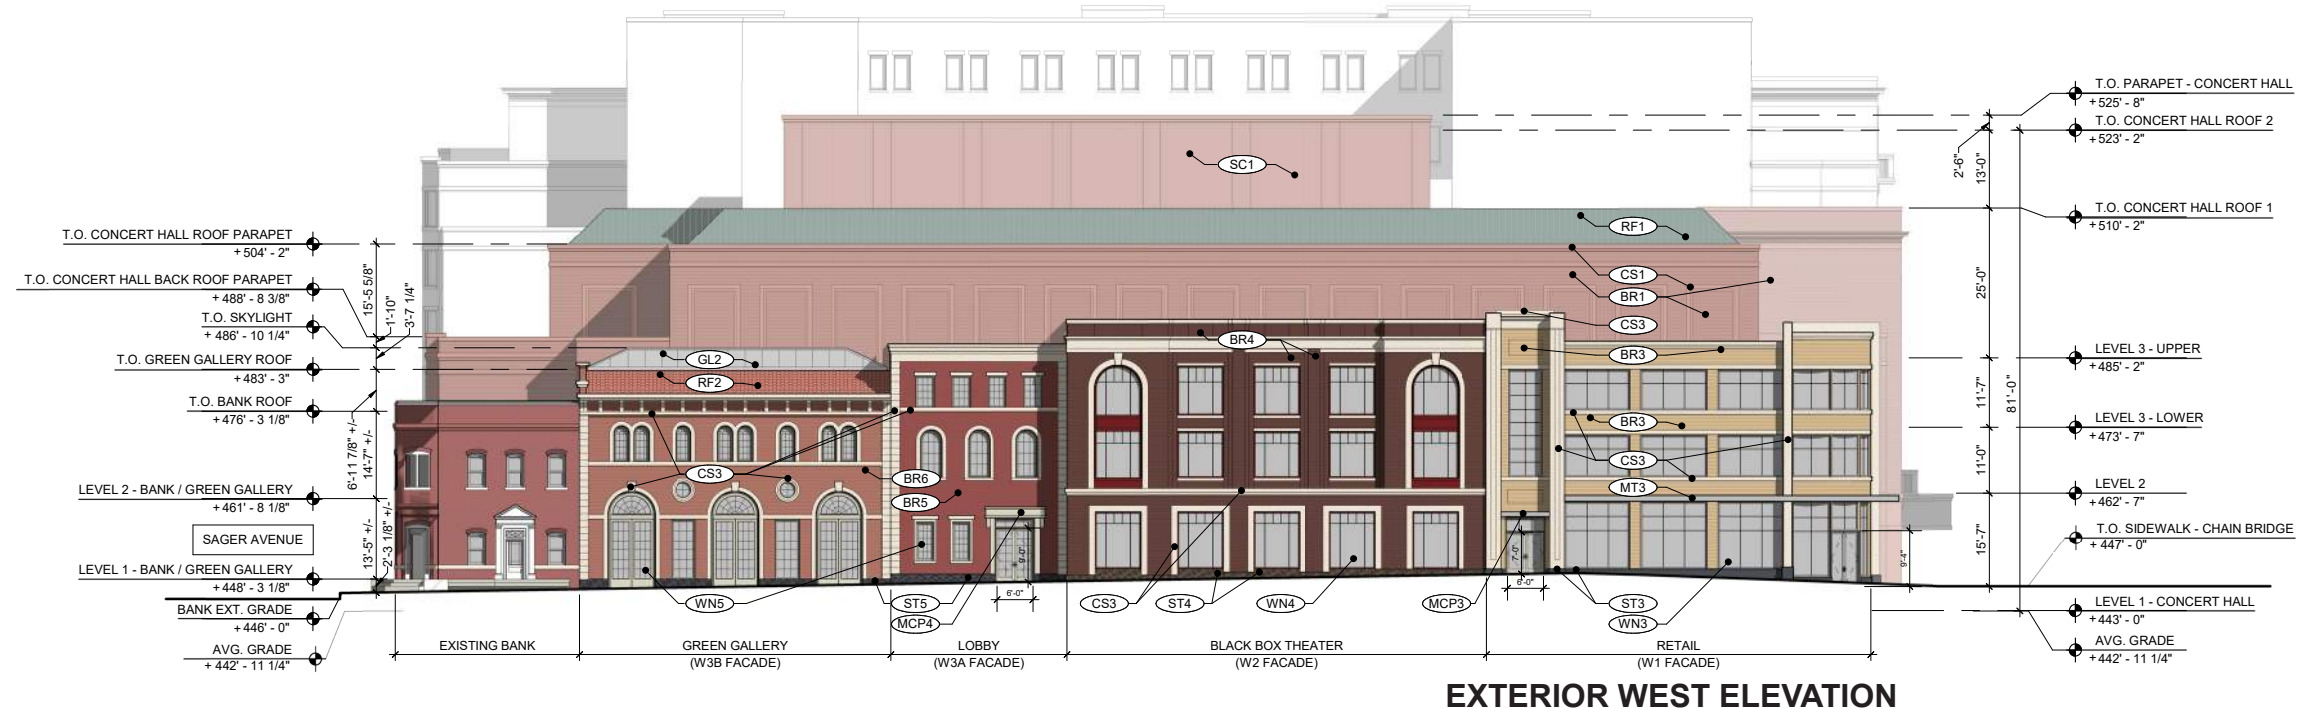 T.O. CONCERT HALL ROOF PARAPET
+ 504' - 2"
T.O. CONCERT HALL BACK ROOF PARAPET
+ 488' - 8 3/8"
T.O. SKYLIGHT
+ 486' - 10 1/4"
T.O. GREEN GALLERY ROOF
+ 483' - 3"
T.O. BANK ROOF
+ 476' - 3 1/8"
LEVEL 2 - BANK / GREEN GALLERY
+ 461' - 8 1/8"
SAGER AVENUE
LEVEL 1 - BANK / GREEN GALLERY
+ 448' - 3 1/8"
BANK EXT. GRADE
+ 446' - 0"
AVG. GRADE
+ 442' - 11 1/4"
15'-5 5/8"
1'-10"
3'-7 1/4"
6'-11 7/8" +/-
14'-7" +/-
13'-5" +/-
2'-3 1/8" +/-
SC1
RF1
CS1
BR1
CS3
BR3
BR4
GL2
RF2
BR3
CS3
CS3
MT3
BR6
BR5
9'-0"
7'-0"
6'-0"
6'-0"
WN5
ST5
MCP4
CS3
ST4
WN4
MCP3
ST3
WN3
EXISTING BANK
GREEN GALLERY
(W3B FACADE)
LOBBY
(W3A FACADE)
BLACK BOX THEATER
(W2 FACADE)
RETAIL
(W1 FACADE)
T.O. PARAPET - CONCERT HALL
+ 525' - 8"
T.O. CONCERT HALL ROOF 2
+ 523' - 2"
T.O. CONCERT HALL ROOF 1
+ 510' - 2"
LEVEL 3 - UPPER
+ 485' - 2"
LEVEL 3 - LOWER
+ 473' - 7"
LEVEL 2
+ 462' - 7"
T.O. SIDEWALK - CHAIN BRIDGE
+ 447' - 0"
LEVEL 1 - CONCERT HALL
+ 443' - 0"
AVG. GRADE
+ 442' - 11 1/4"
2'-6"
13'-0"
25'-0"
11'-7"
81'-0"
11'-0"
15'-7"
9'-4"
EXTERIOR WEST ELEVATION